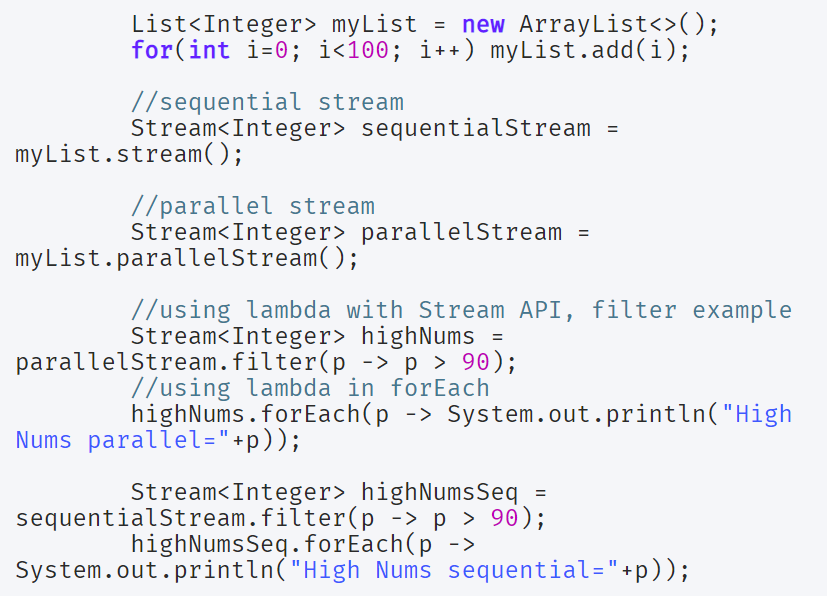 List<Integer> myList = new ArrayList<>();
for(int i=0; i<100; i++) myList.add(i);
//sequential stream
Stream<Integer> sequentialStream =
myList.stream();
//parallel stream
Stream<Integer> parallelStream =
myList.parallelStream();
//using lambda with Stream API, filter example
Stream<Integer> highNums =
parallelStream.filter(p -> p > 90);
//using lambda in forEach
highNums.forEach(p -> System.out.println("High
Nums parallel="+p));
Stream<Integer> highNumsSeq =
sequentialStream.filter(p -> p > 90);
highNumsSeq.forEach(p ->
System.out.println("High Nums sequential="+p));